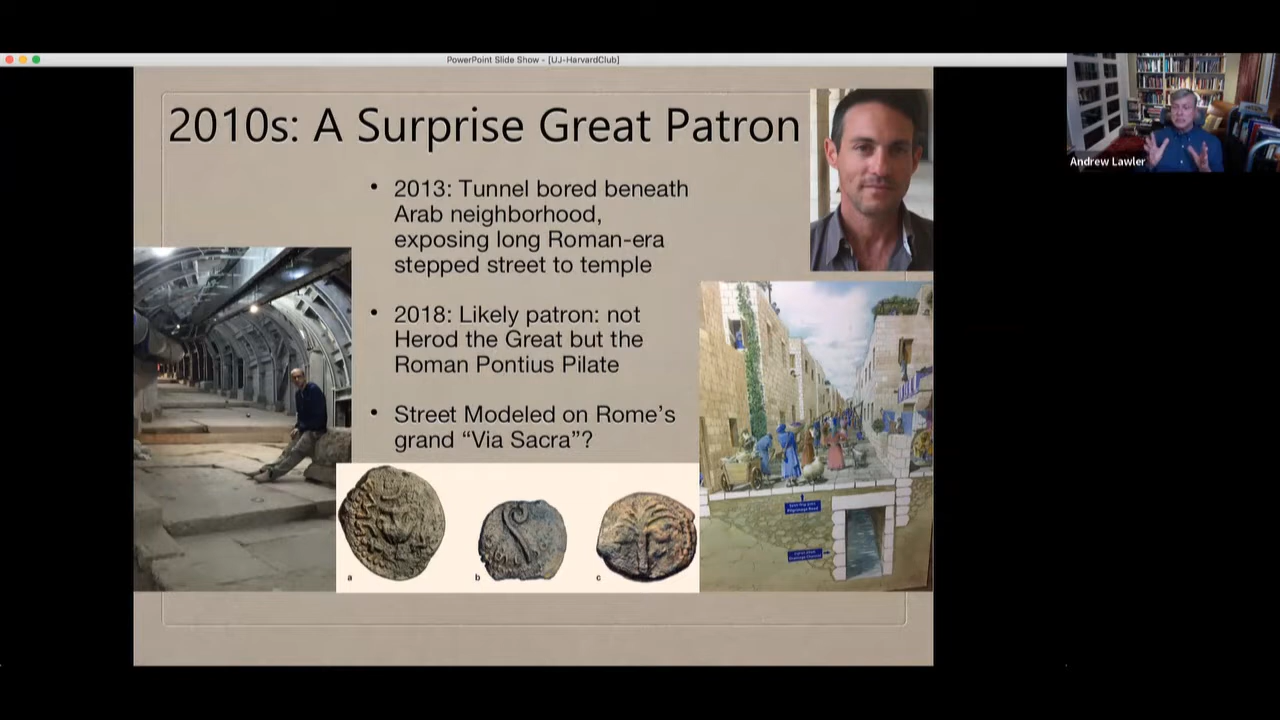 PowerPoint Slide Show - [UJ-HarvardClub]
2010s: A Surprise Great Patron
• 2013: Tunnel bored beneath
Arab neighborhood,
exposing long Roman-era
stepped street to temple
• 2018: Likely patron: not
Herod the Great but the
Roman Pontius Pilate
• Street Modeled on Rome’s
grand “Via Sacra”?
a
b
c
Andrew Lawler